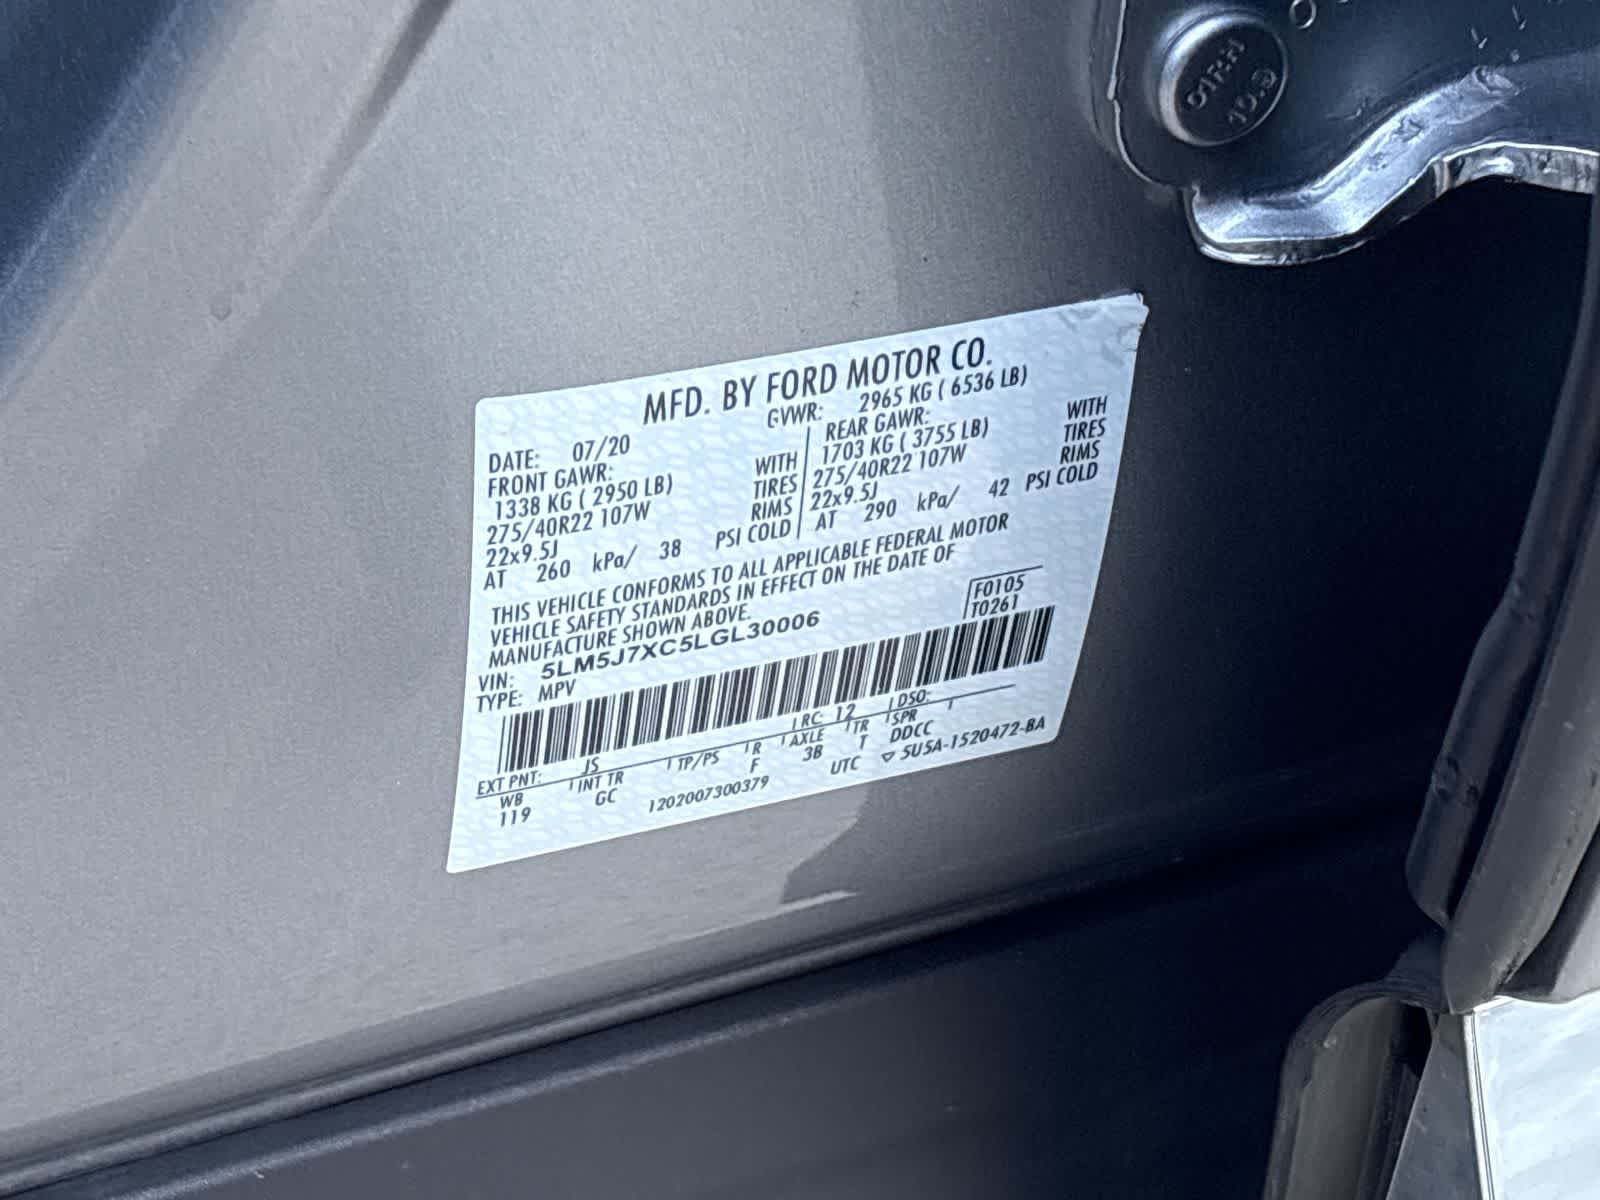 MFD. BY FORD MOTOR CO.
DATE: 07/20 GVWR: 2965 KG ( 6536 LB)
FRONT GAWR: REAR GAWR:
1338 KG ( 2950 LB) WITH 1703 KG ( 3755 LB) WITH
275/40R22 107W TIRES 275/40R22 107W TIRES
22x9.5J RIMS 22x9.5J RIMS
AT 260 kPa/ 38 PSI COLD AT 290 kPa/ 42 PSI COLD
THIS VEHICLE CONFORMS TO ALL APPLICABLE FEDERAL MOTOR
VEHICLE SAFETY STANDARDS IN EFFECT ON THE DATE OF
MANUFACTURE SHOWN ABOVE.
F0105
T0261
VIN: 5LM5J7XC5LGL30006
TYPE: MPV
EXT PNT: JS RC: 12 DSO:
WB INT TR TP/PS R AXLE TR SPR
119 GC F 3B T DDCC
1202007300379 UTC ▽ 5U5A-1520472-BA